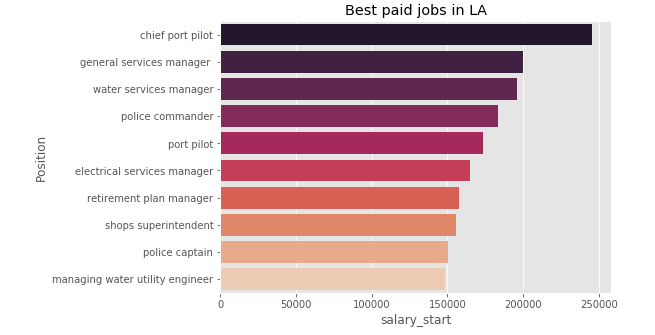 Best paid jobs in LA
Position
chief port pilot
general services manager
water services manager
police commander
port pilot
electrical services manager
retirement plan manager
shops superintendent
police captain
managing water utility engineer
0 50000 100000 150000 200000 250000
salary_start